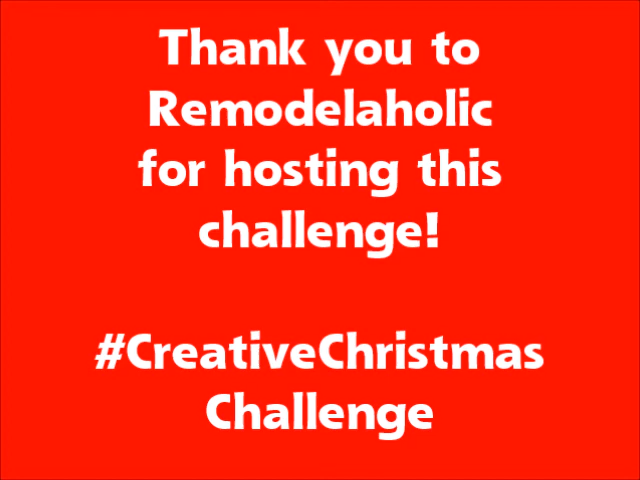 Thank you to
Remodelaholic
for hosting this
challenge!
#CreativeChristmas
Challenge